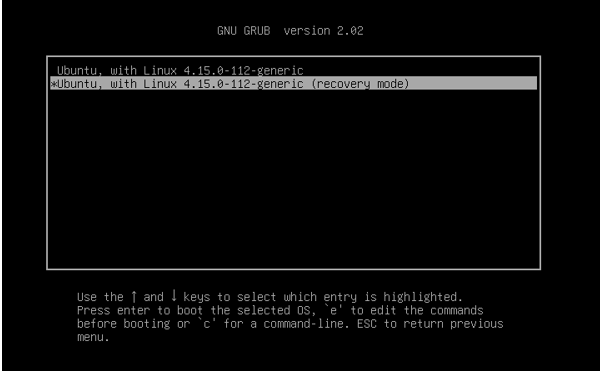 GNU GRUB version 2.02
Ubuntu, with Linux 4.15.0-112-generic
*Ubuntu, with Linux 4.15.0-112-generic (recovery mode)
Use the ↑ and ↓ keys to select which entry is highlighted.
Press enter to boot the selected OS, `e' to edit the commands
before booting or `c' for a command-line. ESC to return previous
menu.